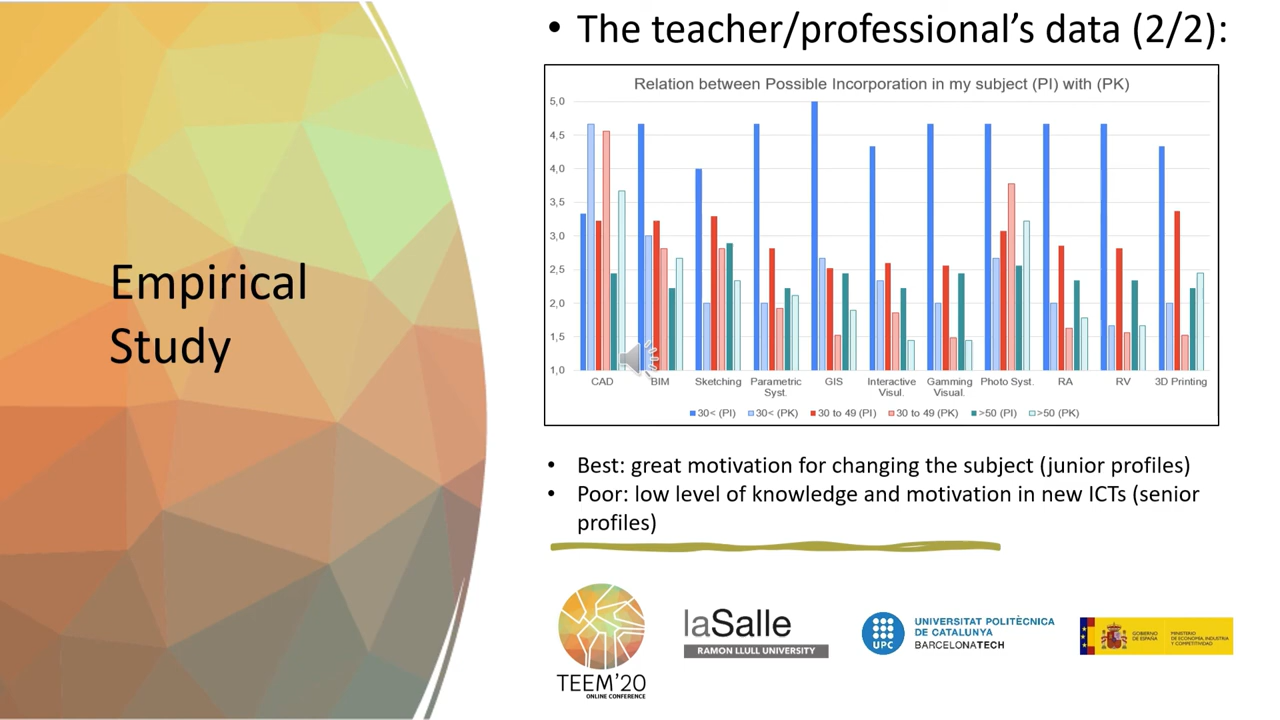 • The teacher/professional's data (2/2):
Relation between Possible Incorporation in my subject (PI) with (PK)
5,0
4,5
4,0
3,5
3,0
2,5
2,0
1,5
1,0
CAD
BIM
Sketching
Parametric
Syst.
GIS
Interactive
Visul.
Gamming
Visual.
Photo Syst.
RA
RV
3D Printing
30< (PI) 30< (PK) 30 to 49 (PI) 30 to 49 (PK) >50 (PI) >50 (PK)
Empirical
Study
• Best: great motivation for changing the subject (junior profiles)
• Poor: low level of knowledge and motivation in new ICTs (senior
profiles)
TEEM'20
ONLINE CONFERENCE
laSalle
RAMON LLULL UNIVERSITY
UPC
UNIVERSITAT POLITÈCNICA
DE CATALUNYA
BARCELONATECH
GOBIERNO
DE ESPAÑA
MINISTERIO
DE ECONOMÍA, INDUSTRIA
Y COMPETITIVIDAD